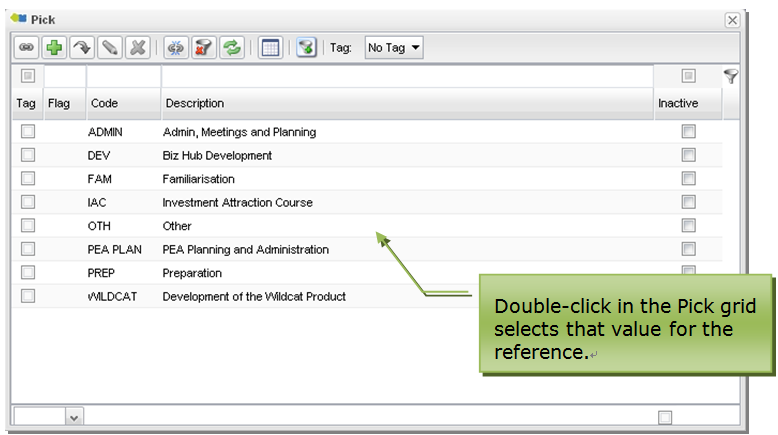 Pick
Tag: No Tag
Tag Flag Code Description Inactive
ADMIN Admin, Meetings and Planning
DEV Biz Hub Development
FAM Familiarisation
IAC Investment Attraction Course
OTH Other
PEA PLAN PEA Planning and Administration
PREP Preparation
WILDCAT Development of the Wildcat Product
Double-click in the Pick grid
selects that value for the
reference.